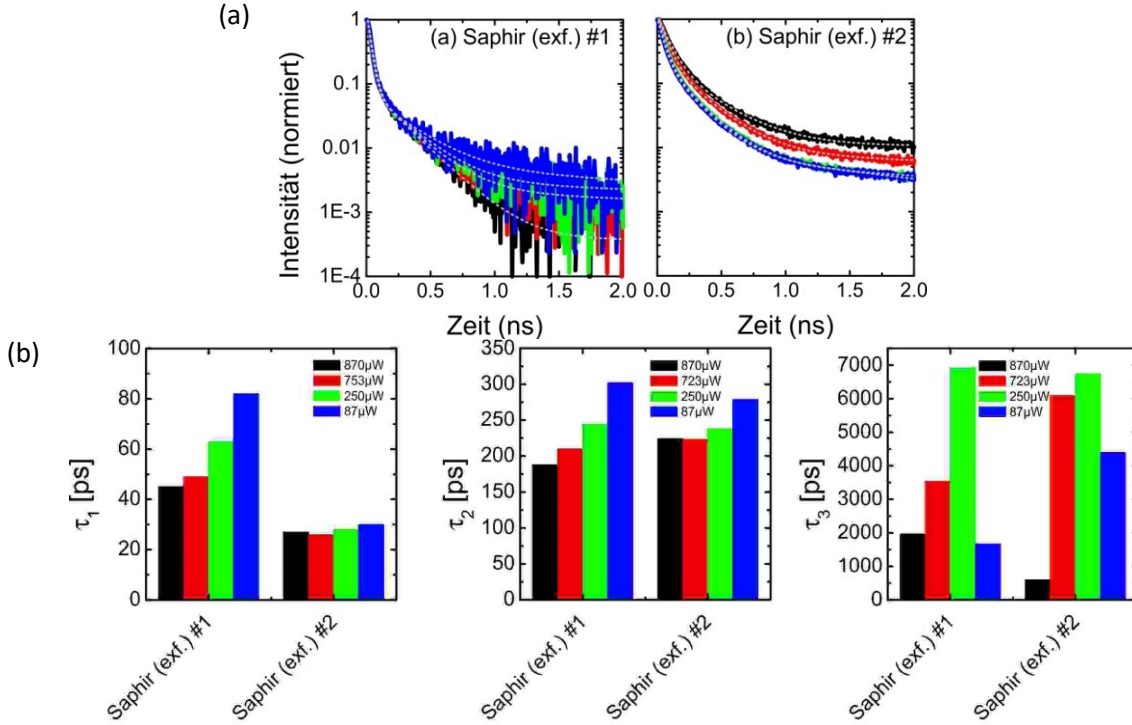 (a)
(a) Saphir (exf.) #1
(b) Saphir (exf.) #2
Intensität (normiert)
1
0.1
0.01
1E-3
1E-4
0.0 0.5 1.0 1.5 2.0
0.0 0.5 1.0 1.5 2.0
Zeit (ns)
Zeit (ns)
(b)
τ1 [ps]
100
80
60
40
20
0
870µW
753µW
250µW
87µW
Saphir (exf.) #1
Saphir (exf.) #2
τ2 [ps]
350
300
250
200
150
100
50
0
870µW
723µW
250µW
87µW
Saphir (exf.) #1
Saphir (exf.) #2
τ3 [ps]
7000
6000
5000
4000
3000
2000
1000
0
870µW
723µW
250µW
87µW
Saphir (exf.) #1
Saphir (exf.) #2